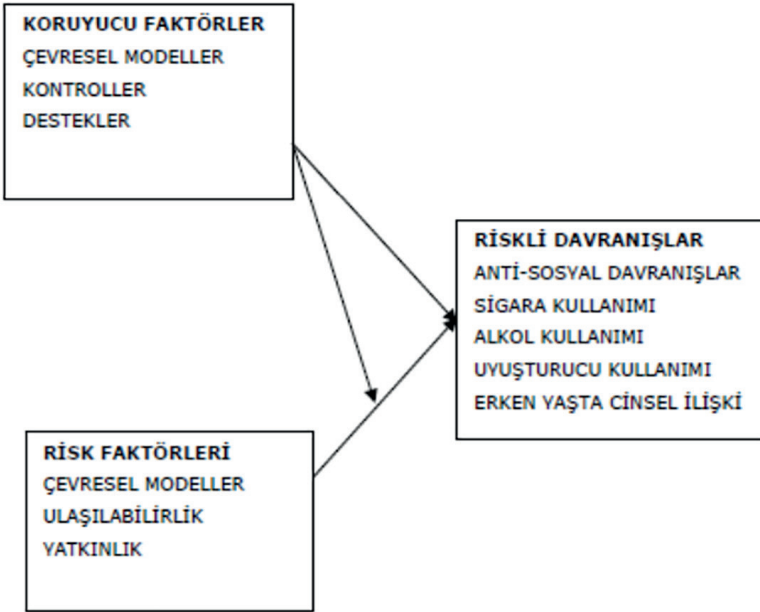 KORUYUCU FAKTÖRLER
ÇEVRESEL MODELLER
KONTROLLER
DESTEKLER
RİSKLİ DAVRANIŞLAR
ANTİ-SOSYAL DAVRANIŞLAR
SİGARA KULLANIMI
ALKOL KULLANIMI
UYUŞTURUCU KULLANIMI
ERKEN YAŞTA CİNSEL İLİŞKİ
RİSK FAKTÖRLERİ
ÇEVRESEL MODELLER
ULAŞILABİLİRLİK
YATKINLIK